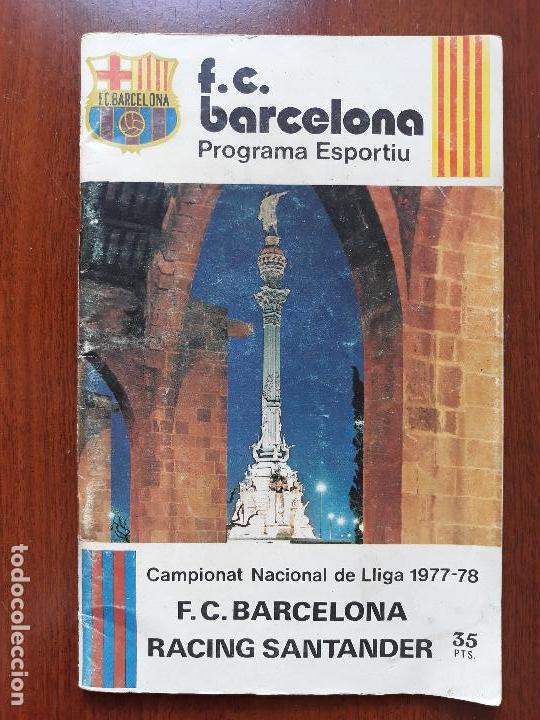 F.C.BARCELONA
f.c.
barcelona
Programa Esportiu
Campionat Nacional de Lliga 1977-78
F.C. BARCELONA
RACING SANTANDER 35
PTS.
todocoleccion